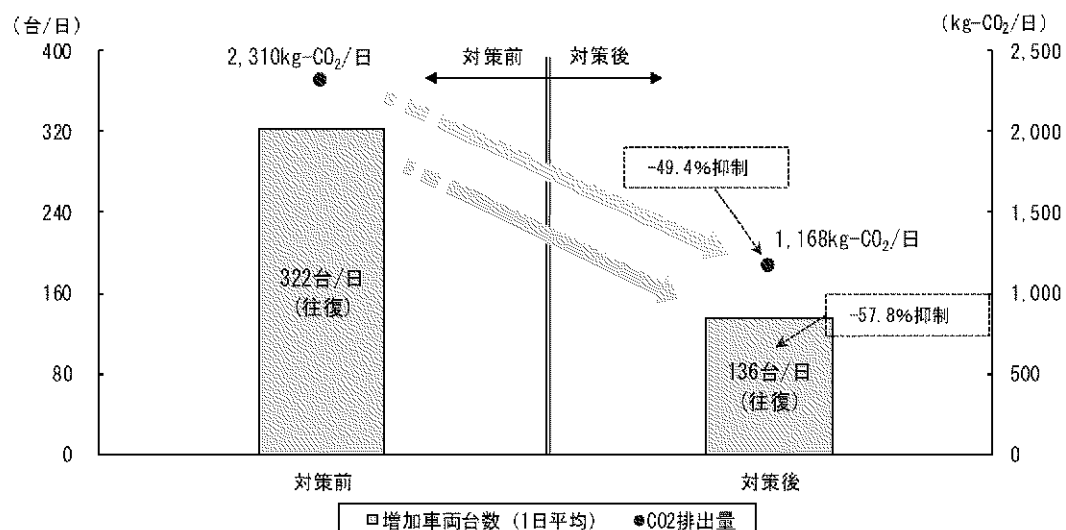 (台/日)
(kg-CO₂/日)
400
320
240
160
80
0
2,500
2,000
1,500
1,000
500
0
対策前
対策後
2,310kg-CO₂/日
322台/日
(往復)
-49.4%抑制
1,168kg-CO₂/日
-57.8%抑制
136台/日
(往復)
対策前
対策後
増加車両台数 (1日平均)
CO2排出量